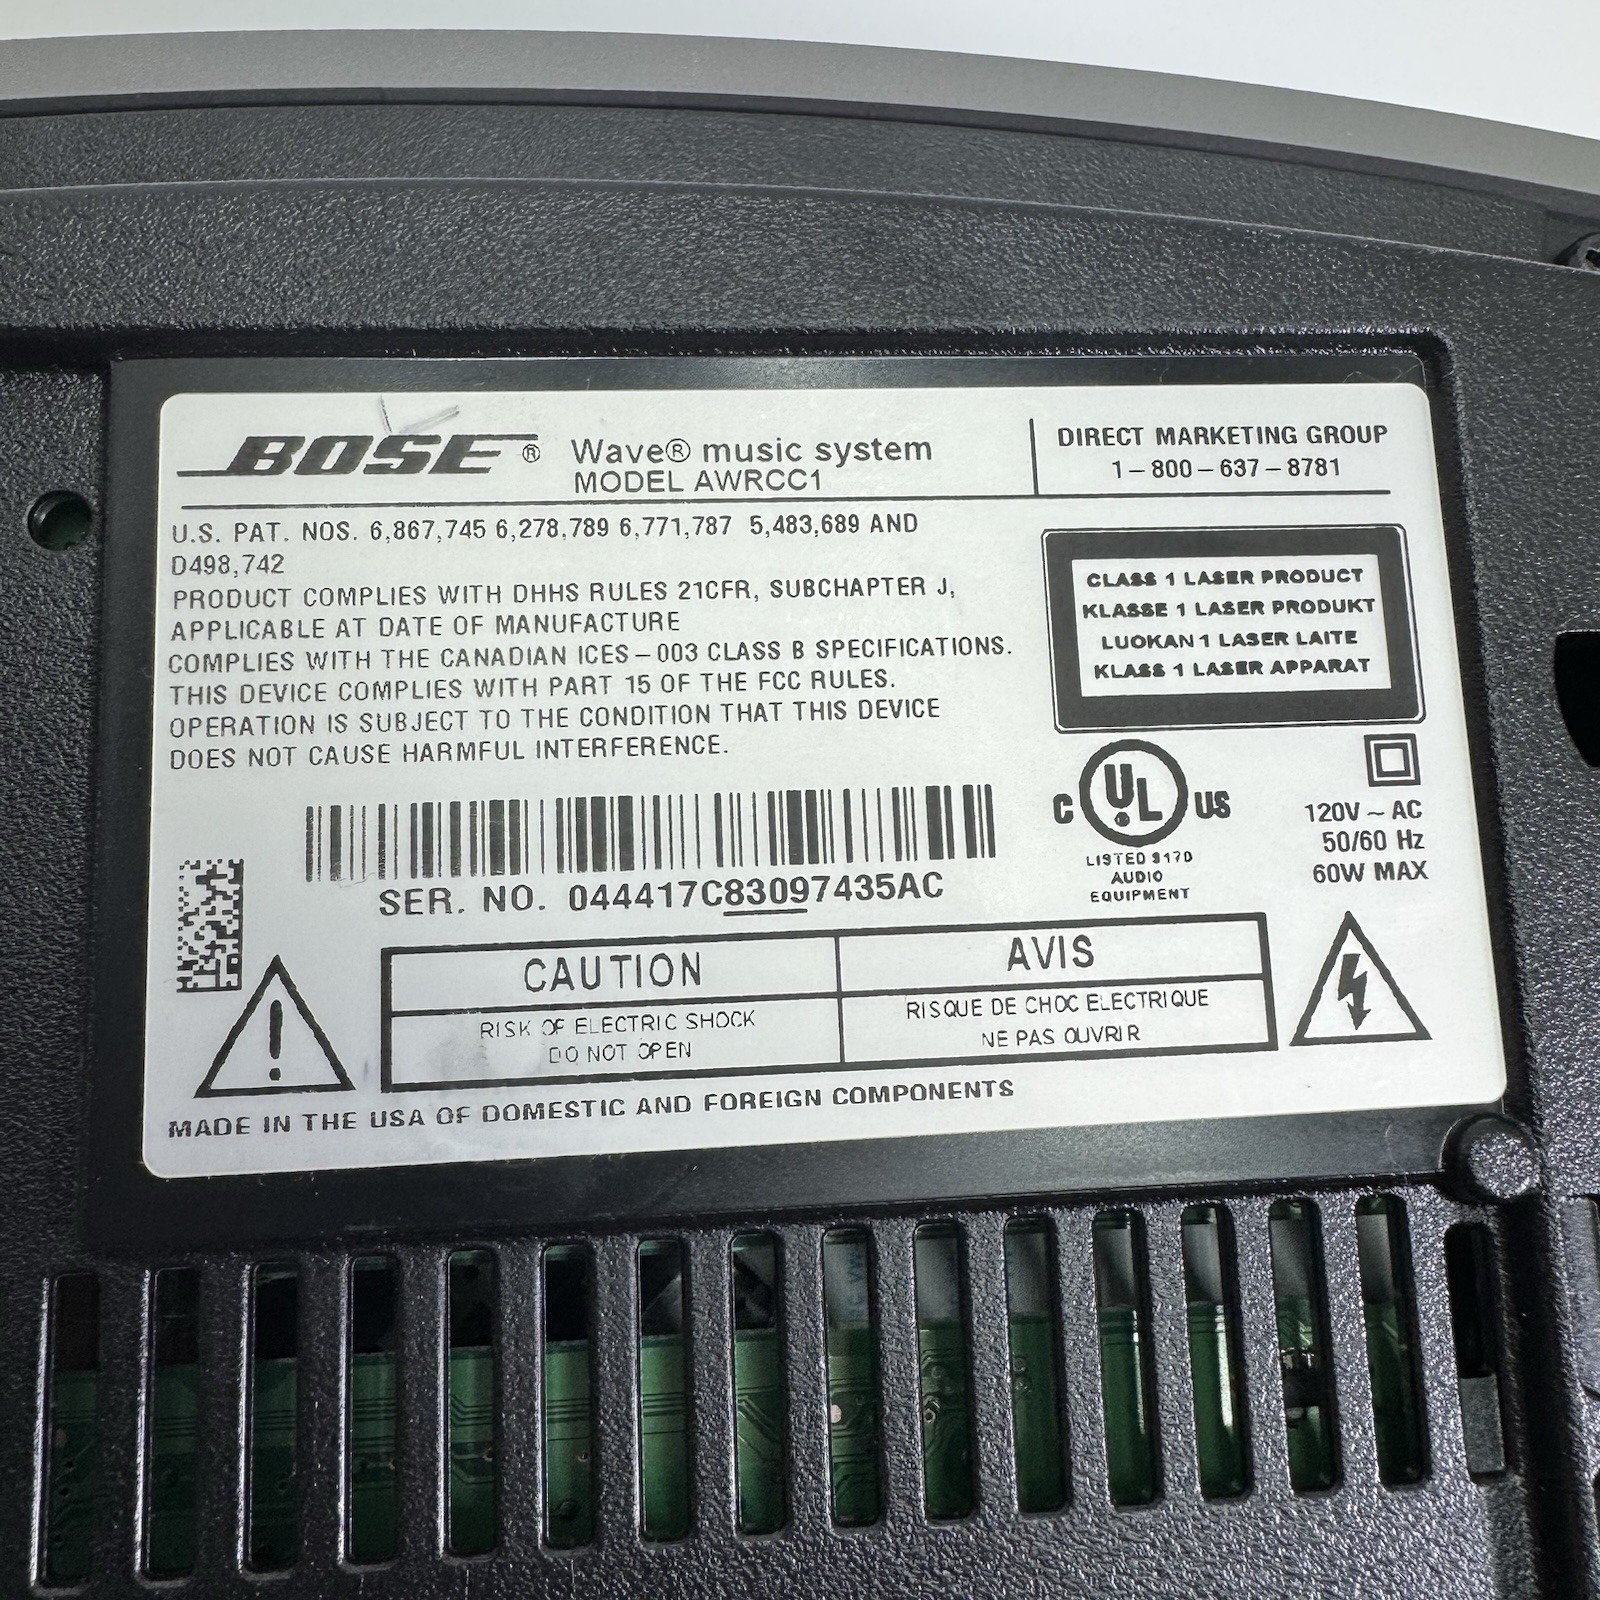 BOSE® Wave® music system
MODEL AWRCC1
DIRECT MARKETING GROUP
1-800-637-8781
U.S. PAT. NOS. 6,867,745 6,278,789 6,771,787 5,483,689 AND
D498,742
PRODUCT COMPLIES WITH DHHS RULES 21CFR, SUBCHAPTER J,
APPLICABLE AT DATE OF MANUFACTURE
COMPLIES WITH THE CANADIAN ICES-003 CLASS B SPECIFICATIONS.
THIS DEVICE COMPLIES WITH PART 15 OF THE FCC RULES.
OPERATION IS SUBJECT TO THE CONDITION THAT THIS DEVICE
DOES NOT CAUSE HARMFUL INTERFERENCE.
CLASS 1 LASER PRODUCT
KLASSE 1 LASER PRODUKT
LUOKAN 1 LASER LAITE
KLASS 1 LASER APPARAT
C UL US
LISTED 917D
AUDIO
EQUIPMENT
120V ~ AC
50/60 Hz
60W MAX
SER. NO. 044417C83097435AC
CAUTION
RISK OF ELECTRIC SHOCK
DO NOT OPEN
AVIS
RISQUE DE CHOC ELECTRIQUE
NE PAS OUVRIR
MADE IN THE USA OF DOMESTIC AND FOREIGN COMPONENTS